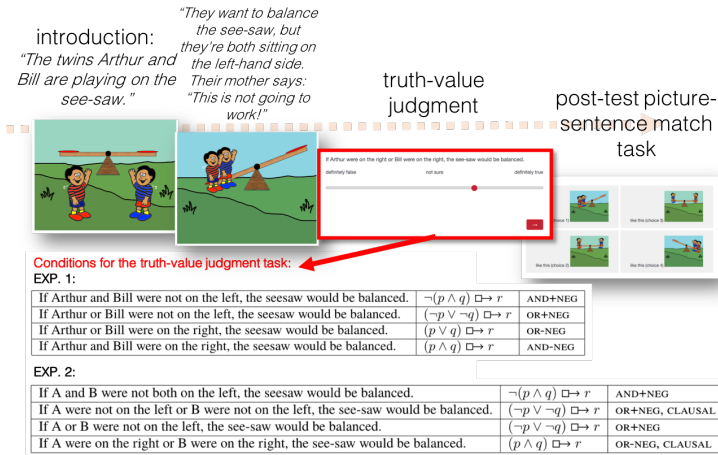 introduction:
“The twins Arthur and
Bill are playing on the
see-saw.”
“They want to balance
the see-saw, but
they’re both sitting on
the left-hand side.
Their mother says:
“This is not going to
work!”
truth-value
judgment
post-test picture-
sentence match
task
If Arthur were on the right or Bill were on the right, the see-saw would be balanced.
definitely false not sure definitely true
→
like this (choice 1) like this (choice 3)
like this (choice 2) like this (choice 4)
Conditions for the truth-value judgment task:
EXP. 1:
If Arthur and Bill were not on the left, the seesaw would be balanced. ¬(p ∧ q) □→ r AND+NEG
If Arthur or Bill were not on the left, the seesaw would be balanced. (¬p ∨ ¬q) □→ r OR+NEG
If Arthur or Bill were on the right, the seesaw would be balanced. (p ∨ q) □→ r OR-NEG
If Arthur and Bill were on the right, the seesaw would be balanced. (p ∧ q) □→ r AND-NEG
EXP. 2:
If A and B were not both on the left, the seesaw would be balanced. ¬(p ∧ q) □→ r AND+NEG
If A were not on the left or B were not on the left, the see-saw would be balanced. (¬p ∨ ¬q) □→ r OR+NEG, CLAUSAL
If A or B were not on the left, the see-saw would be balanced. (¬p ∨ ¬q) □→ r OR+NEG
If A were on the right or B were on the right, the see-saw would be balanced. (p ∧ q) □→ r OR-NEG, CLAUSAL